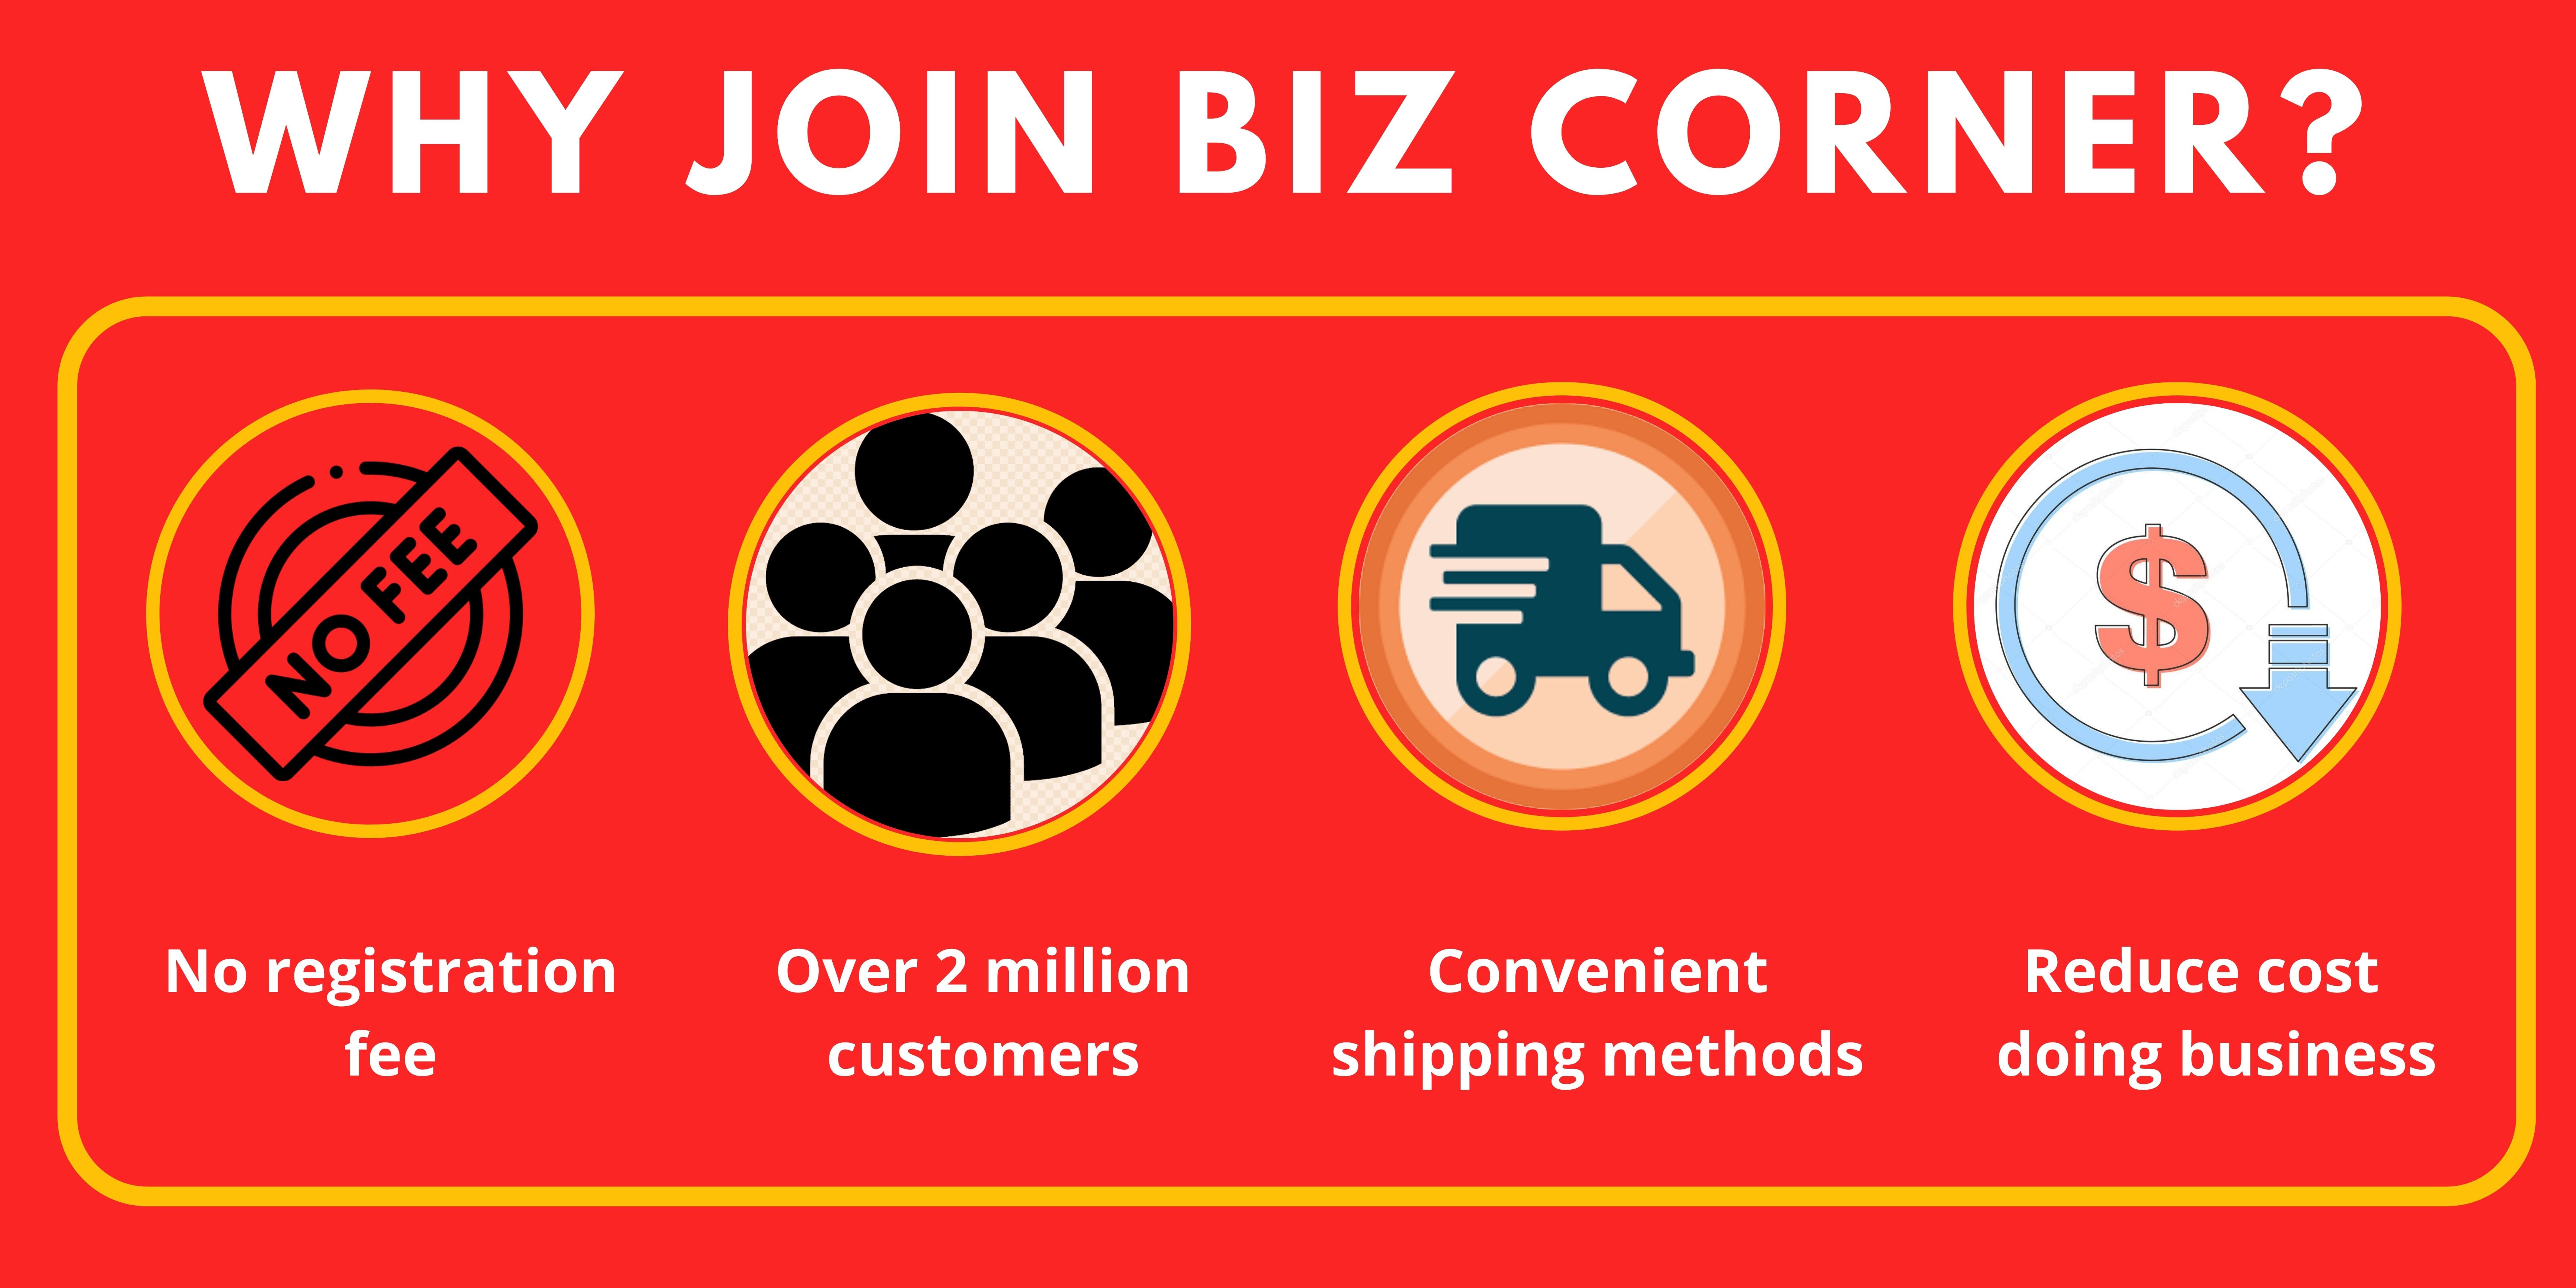 WHY JOIN BIZ CORNER?
NO FEE
No registration
fee
Over 2 million
customers
Convenient
shipping methods
Reduce cost
doing business